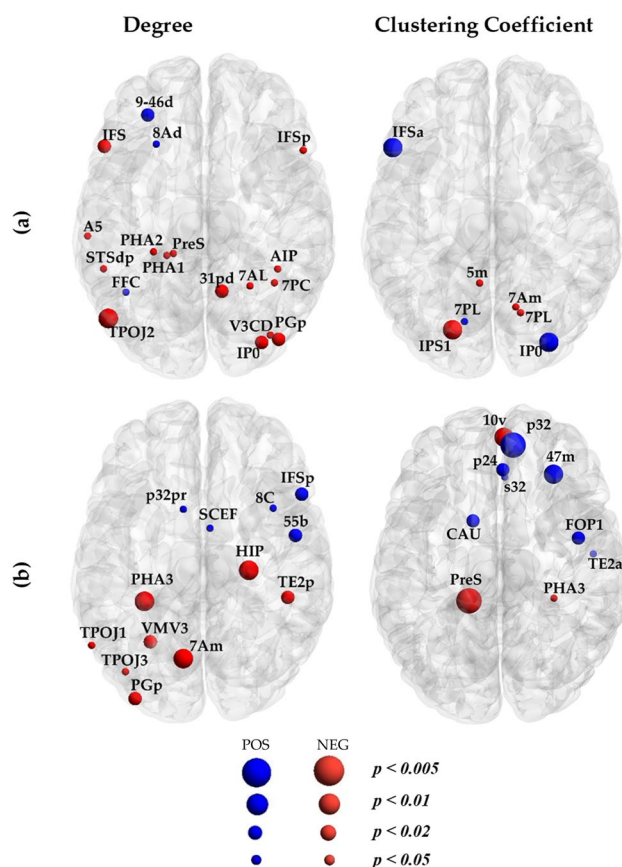 Degree
Clustering Coefficient
(a)
9-46d
8Ad
IFS
IFSp
A5
PHA2
PreS
STSdp
PHA1
FFC
31pd
7AL
AIP
7PC
TPOJ2
V3CD
PGp
IP0
IFSa
5m
7PL
7Am
7PL
IPS1
IP0
(b)
p32pr
SCEF
8C
IFSp
55b
HIP
PHA3
TE2p
TPOJ1
VMV3
TPOJ3
7Am
PGp
10v
p32
p24
s32
47m
CAU
FOP1
TE2a
PreS
PHA3
POS
NEG
p < 0.005
p < 0.01
p < 0.02
p < 0.05